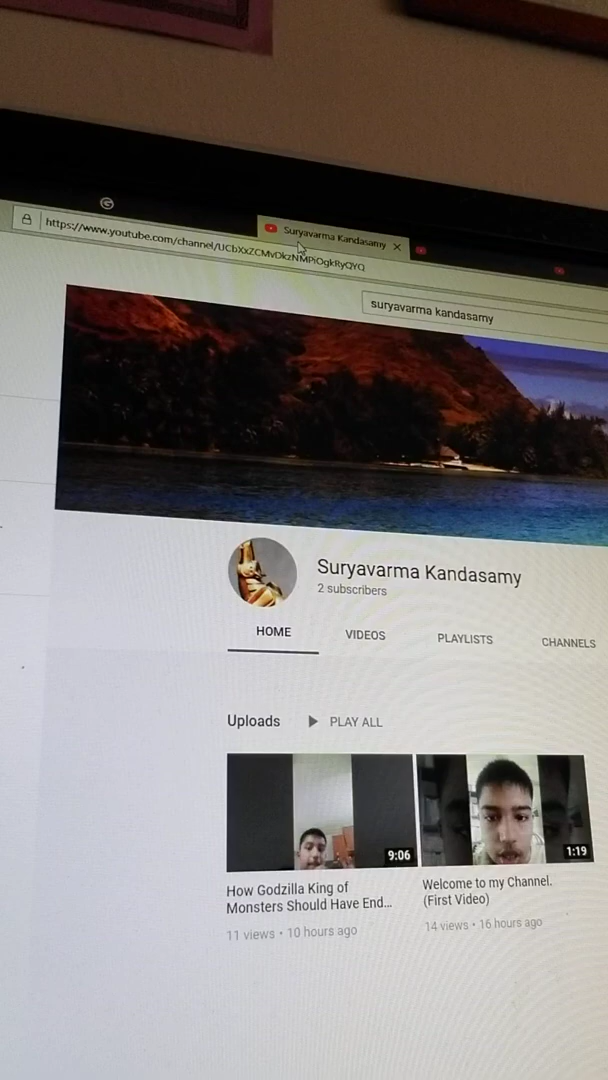 Suryavarma Kandasamy
https://www.youtube.com/channel/UCbXxZCMvDkzNMPiOgkRyQYQ
suryavarma kandasamy
Suryavarma Kandasamy
2 subscribers
HOME VIDEOS PLAYLISTS CHANNELS
Uploads PLAY ALL
9:06 1:19
How Godzilla King of
Monsters Should Have End...
11 views • 10 hours ago
Welcome to my Channel.
(First Video)
14 views • 16 hours ago